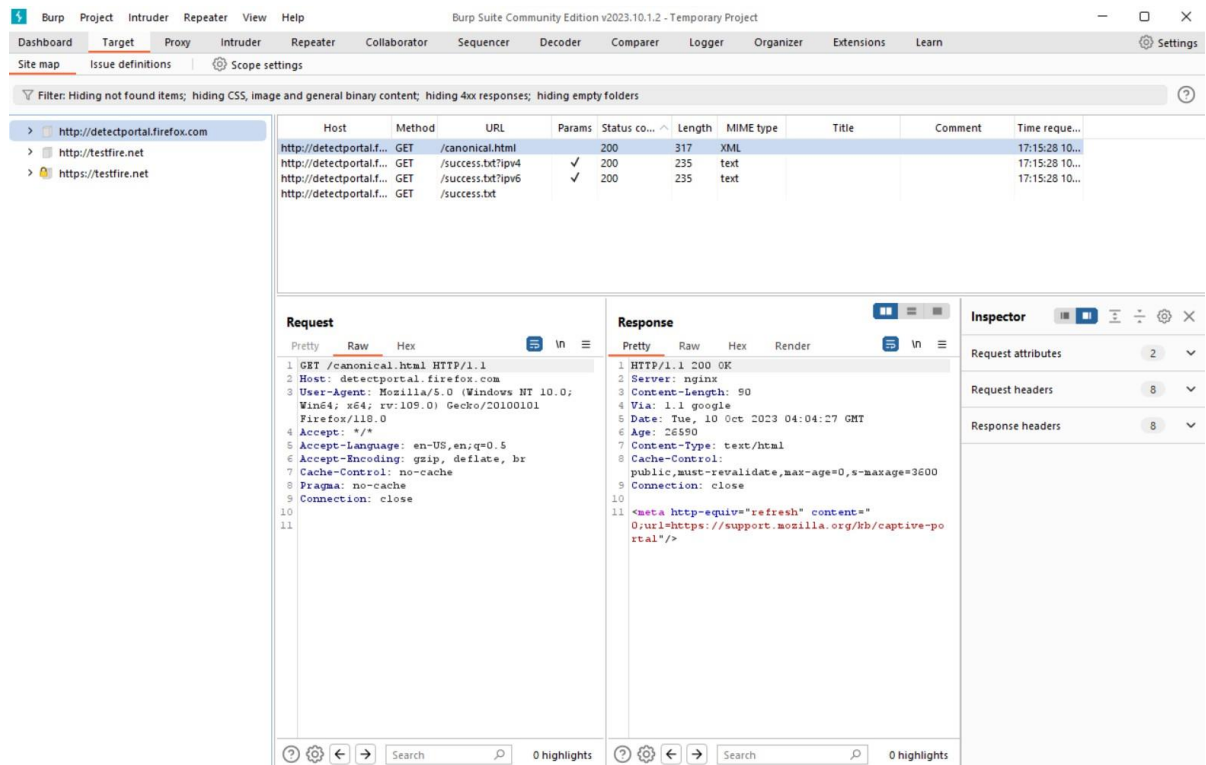 Burp Project Intruder Repeater View Help Burp Suite Community Edition v2023.10.1.2 - Temporary Project
Dashboard Target Proxy Intruder Repeater Collaborator Sequencer Decoder Comparer Logger Organizer Extensions Learn Settings
Site map Issue definitions Scope settings
Filter: Hiding not found items; hiding CSS, image and general binary content; hiding 4xx responses; hiding empty folders
http://detectportal.firefox.com
http://testfire.net
https://testfire.net
Host Method URL Params Status co... Length MIME type Title Comment Time reque...
http://detectportal.f... GET /canonical.html 200 317 XML 17:15:28 10...
http://detectportal.f... GET /success.txt?ipv4 ✓ 200 235 text 17:15:28 10...
http://detectportal.f... GET /success.txt?ipv6 ✓ 200 235 text 17:15:28 10...
http://detectportal.f... GET /success.txt
Request
Pretty Raw Hex \n
1 GET /canonical.html HTTP/1.1
2 Host: detectportal.firefox.com
3 User-Agent: Mozilla/5.0 (Windows NT 10.0;
Win64; x64; rv:109.0) Gecko/20100101
Firefox/118.0
4 Accept: */*
5 Accept-Language: en-US,en;q=0.5
6 Accept-Encoding: gzip, deflate, br
7 Cache-Control: no-cache
8 Pragma: no-cache
9 Connection: close
10
11
Search 0 highlights
Response
Pretty Raw Hex Render \n
1 HTTP/1.1 200 OK
2 Server: nginx
3 Content-Length: 90
4 Via: 1.1 google
5 Date: Tue, 10 Oct 2023 04:04:27 GMT
6 Age: 26590
7 Content-Type: text/html
8 Cache-Control:
public,must-revalidate,max-age=0,s-maxage=3600
9 Connection: close
10
11 <meta http-equiv="refresh" content="
0;url=https://support.mozilla.org/kb/captive-po
rtal"/>
Search 0 highlights
Inspector
Request attributes 2
Request headers 8
Response headers 8